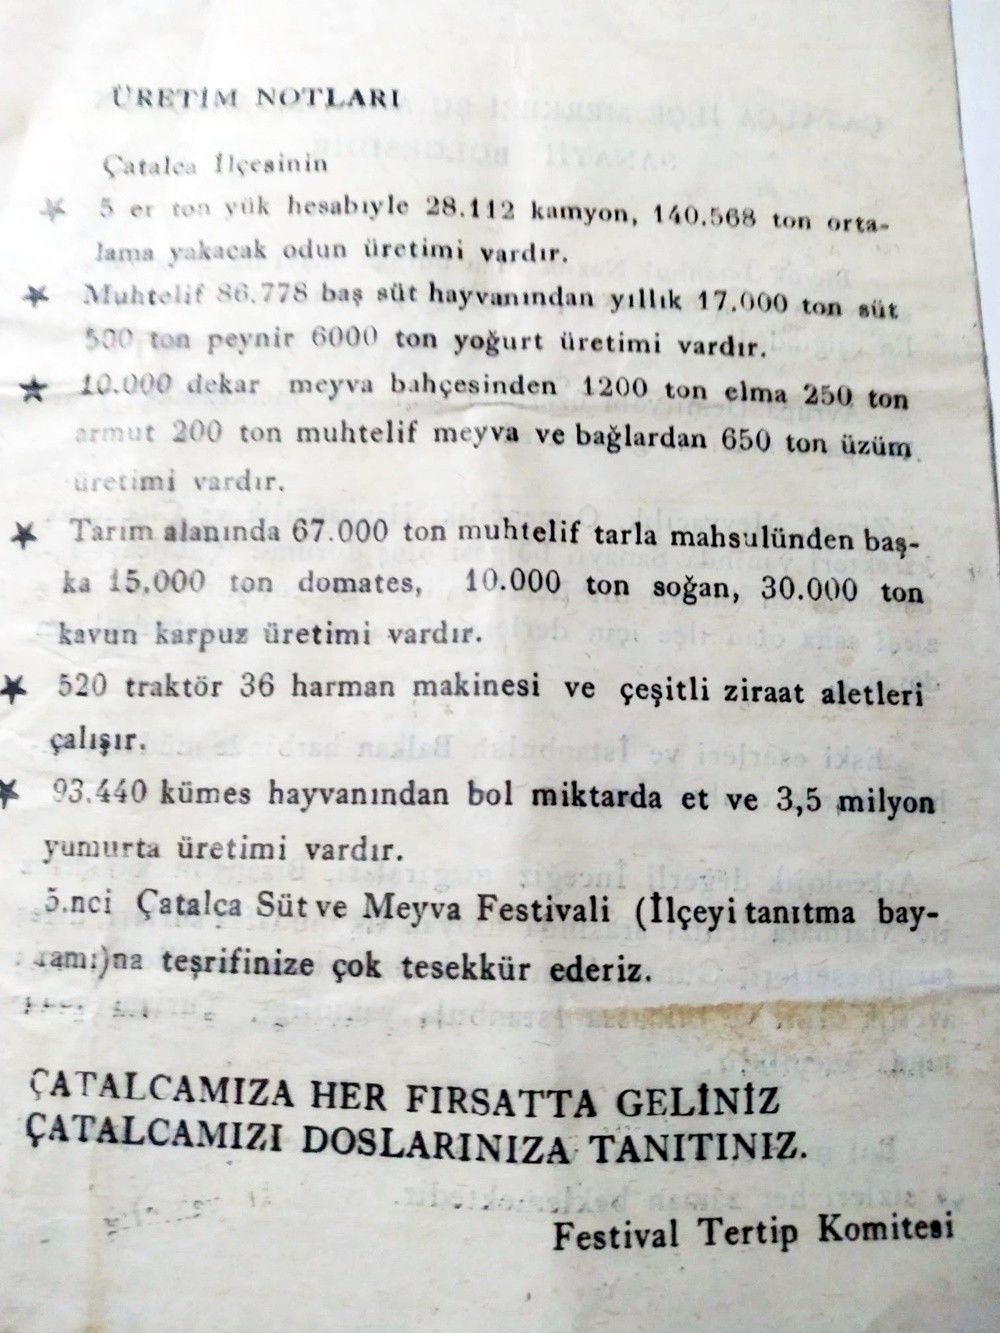 ÜRETİM NOTLARI
Çatalca İlçesinin
★ 5 er ton yük hesabıyle 28.112 kamyon, 140.568 ton orta-
lama yakacak odun üretimi vardır.
★ Muhtelif 86.778 baş süt hayvanından yıllık 17.000 ton süt
500 ton peynir 6000 ton yoğurt üretimi vardır.
★ 10.000 dekar meyva bahçesinden 1200 ton elma 250 ton
armut 200 ton muhtelif meyva ve bağlardan 650 ton üzüm
üretimi vardır.
★ Tarım alanında 67.000 ton muhtelif tarla mahsulünden baş-
ka 15.000 ton domates, 10.000 ton soğan, 30.000 ton
kavun karpuz üretimi vardır.
★ 520 traktör 36 harman makinesi ve çeşitli ziraat aletleri
çalışır.
★ 93.440 kümes hayvanından bol miktarda et ve 3,5 milyon
yumurta üretimi vardır.
5.nci Çatalca Süt ve Meyva Festivali (İlçeyi tanıtma bay-
ramı)na teşrifinize çok tesekkür ederiz.
ÇATALCAMIZA HER FIRSATTA GELİNİZ
ÇATALCAMIZI DOSLARINIZA TANITINIZ.
Festival Tertip Komitesi